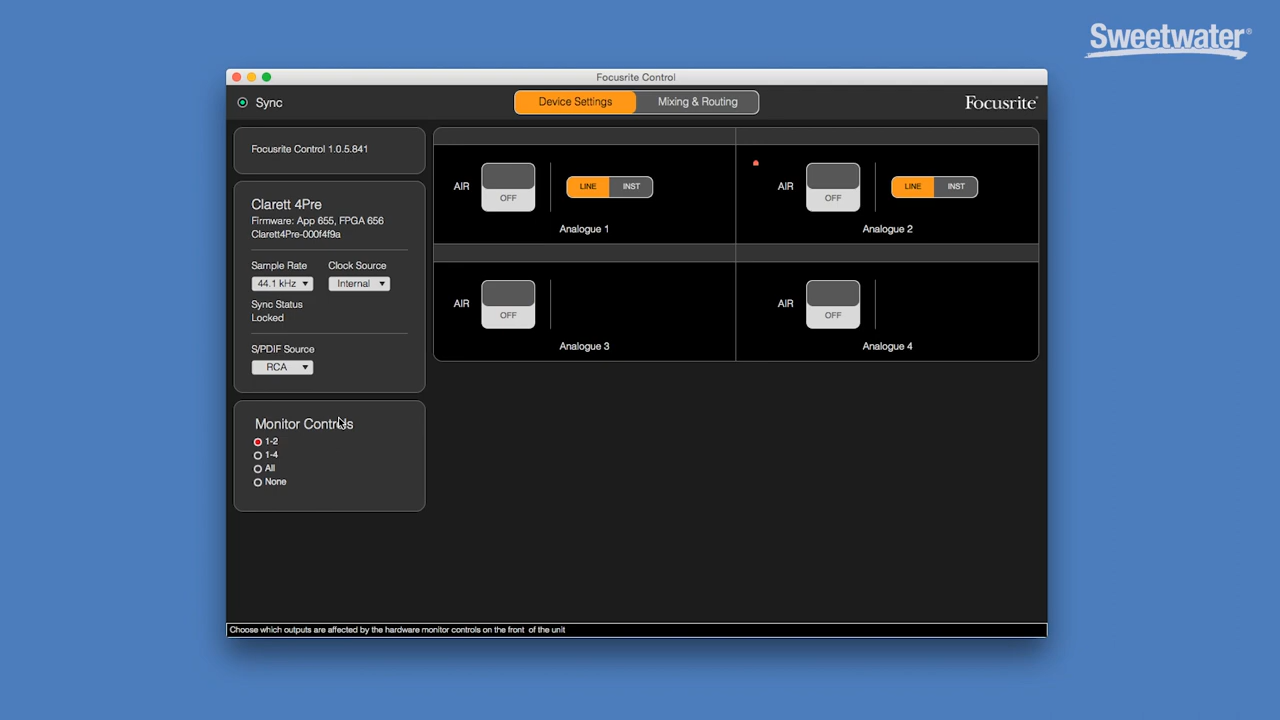 Sweetwater®
Focusrite Control
Sync
Device Settings
Mixing & Routing
Focusrite®
Focusrite Control 1.0.5.841
Clarett 4Pre
Firmware: App 655, FPGA 656
Clarett4Pre-000f4f9a
Sample Rate
Clock Source
44.1 kHz
Internal
Sync Status
Locked
S/PDIF Source
RCA
Monitor Controls
1-2
1-4
All
None
AIR
OFF
LINE
INST
Analogue 1
AIR
OFF
LINE
INST
Analogue 2
AIR
OFF
Analogue 3
AIR
OFF
Analogue 4
Choose which outputs are affected by the hardware monitor controls on the front of the unit